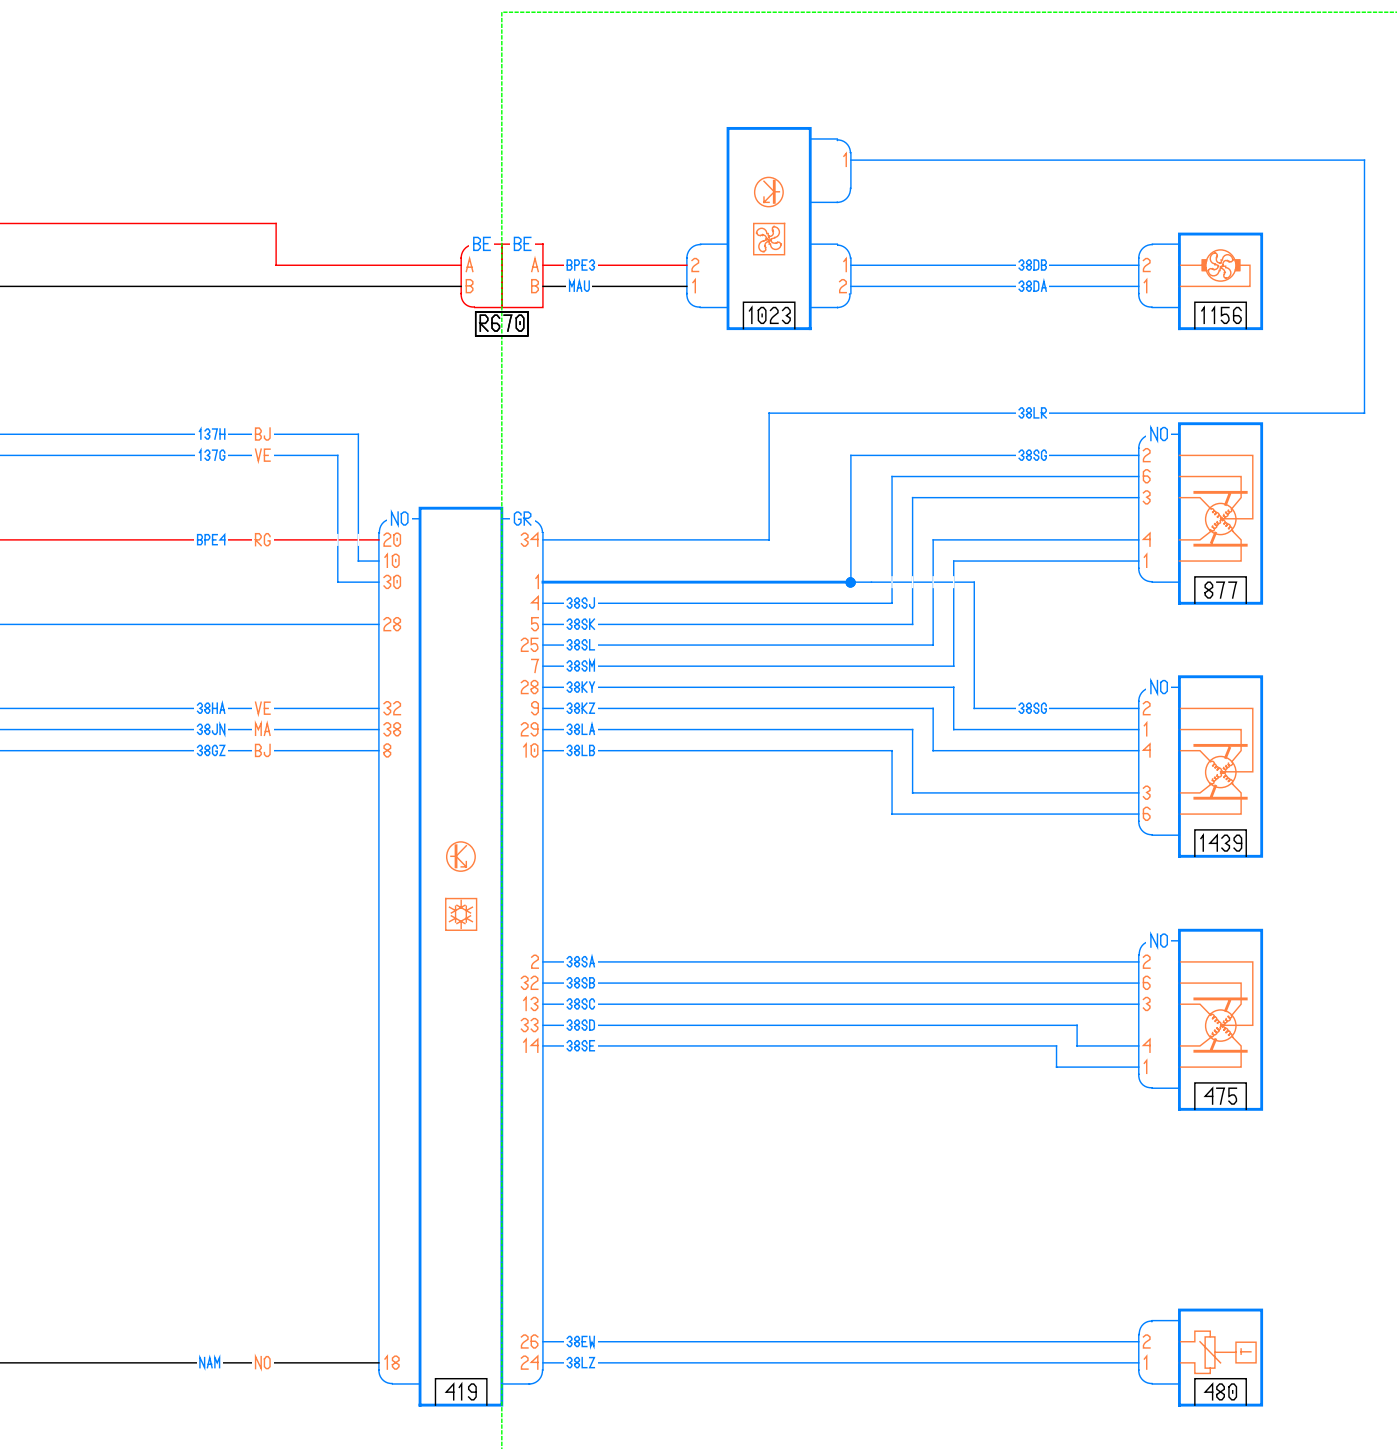 1
BE BE
A A BPE3 2 1 38DB 2
B B MAU 1 2 38DA 1
R670 1023 1156
38LR
137H BJ NO
137G VE 38SG 2
6
3
NO GR
BPE4 RG 20 34 4
10 1
30 1 877
4 38SJ
28 5 38SK
25 38SL
7 38SM
28 38KY NO
38HA VE 32 9 38KZ 38SG 2
38JN MA 38 29 38LA 1
38GZ BJ 8 10 38LB 4
3
6
1439
NO
2 38SA 2
32 38SB 6
13 38SC 3
33 38SD
14 38SE 4
1
475
26 38EW 2
T
NAM NO 18 24 38LZ 1
419 480